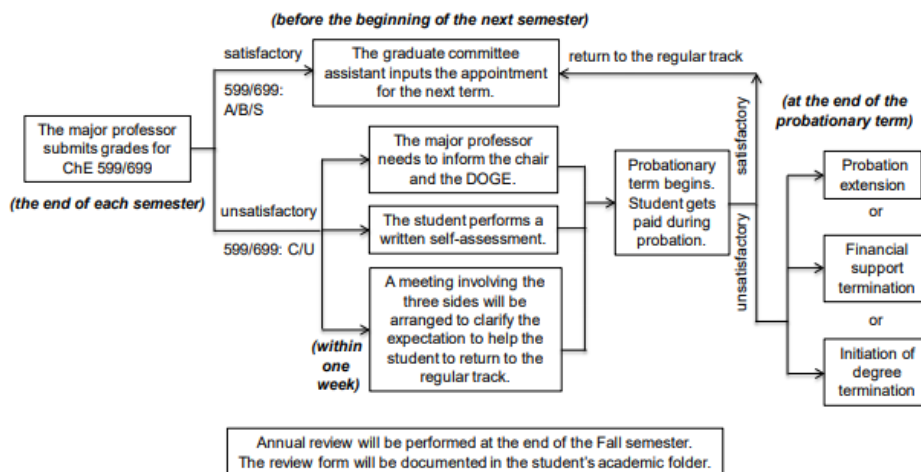 (before the beginning of the next semester)
satisfactory
599/699:
A/B/S
The graduate committee
assistant inputs the appointment
for the next term.
return to the regular track
The major professor
submits grades for
ChE 599/699
(the end of each semester)
unsatisfactory
599/699: C/U
The major professor
needs to inform the chair
and the DOGE.
The student performs a
written self-assessment.
A meeting involving the
three sides will be
arranged to clarify the
expectation to help the
student to return to the
regular track.
(within
one
week)
Probationary
term begins.
Student gets
paid during
probation.
satisfactory
unsatisfactory
(at the end of the
probationary term)
Probation
extension
or
Financial
support
termination
or
Initiation of
degree
termination
Annual review will be performed at the end of the Fall semester.
The review form will be documented in the student's academic folder.